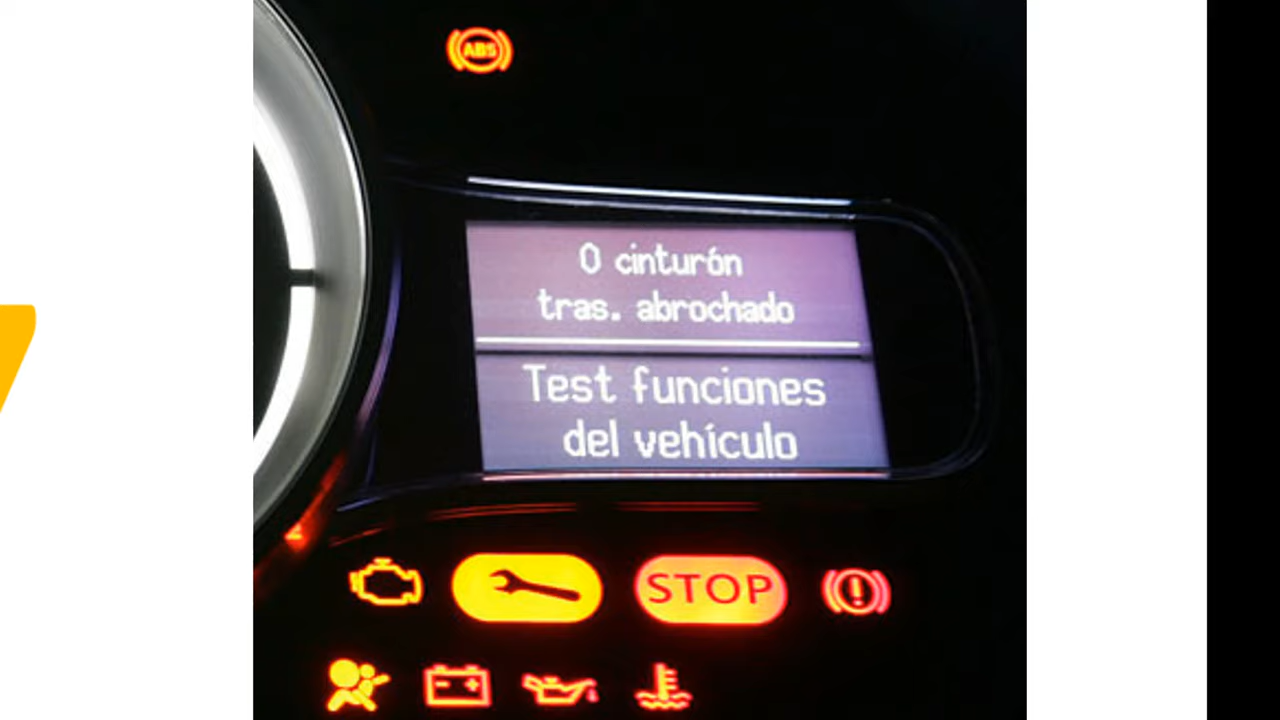 ABS
0 cinturón
tras. abrochado
Test funciones
del vehículo
STOP